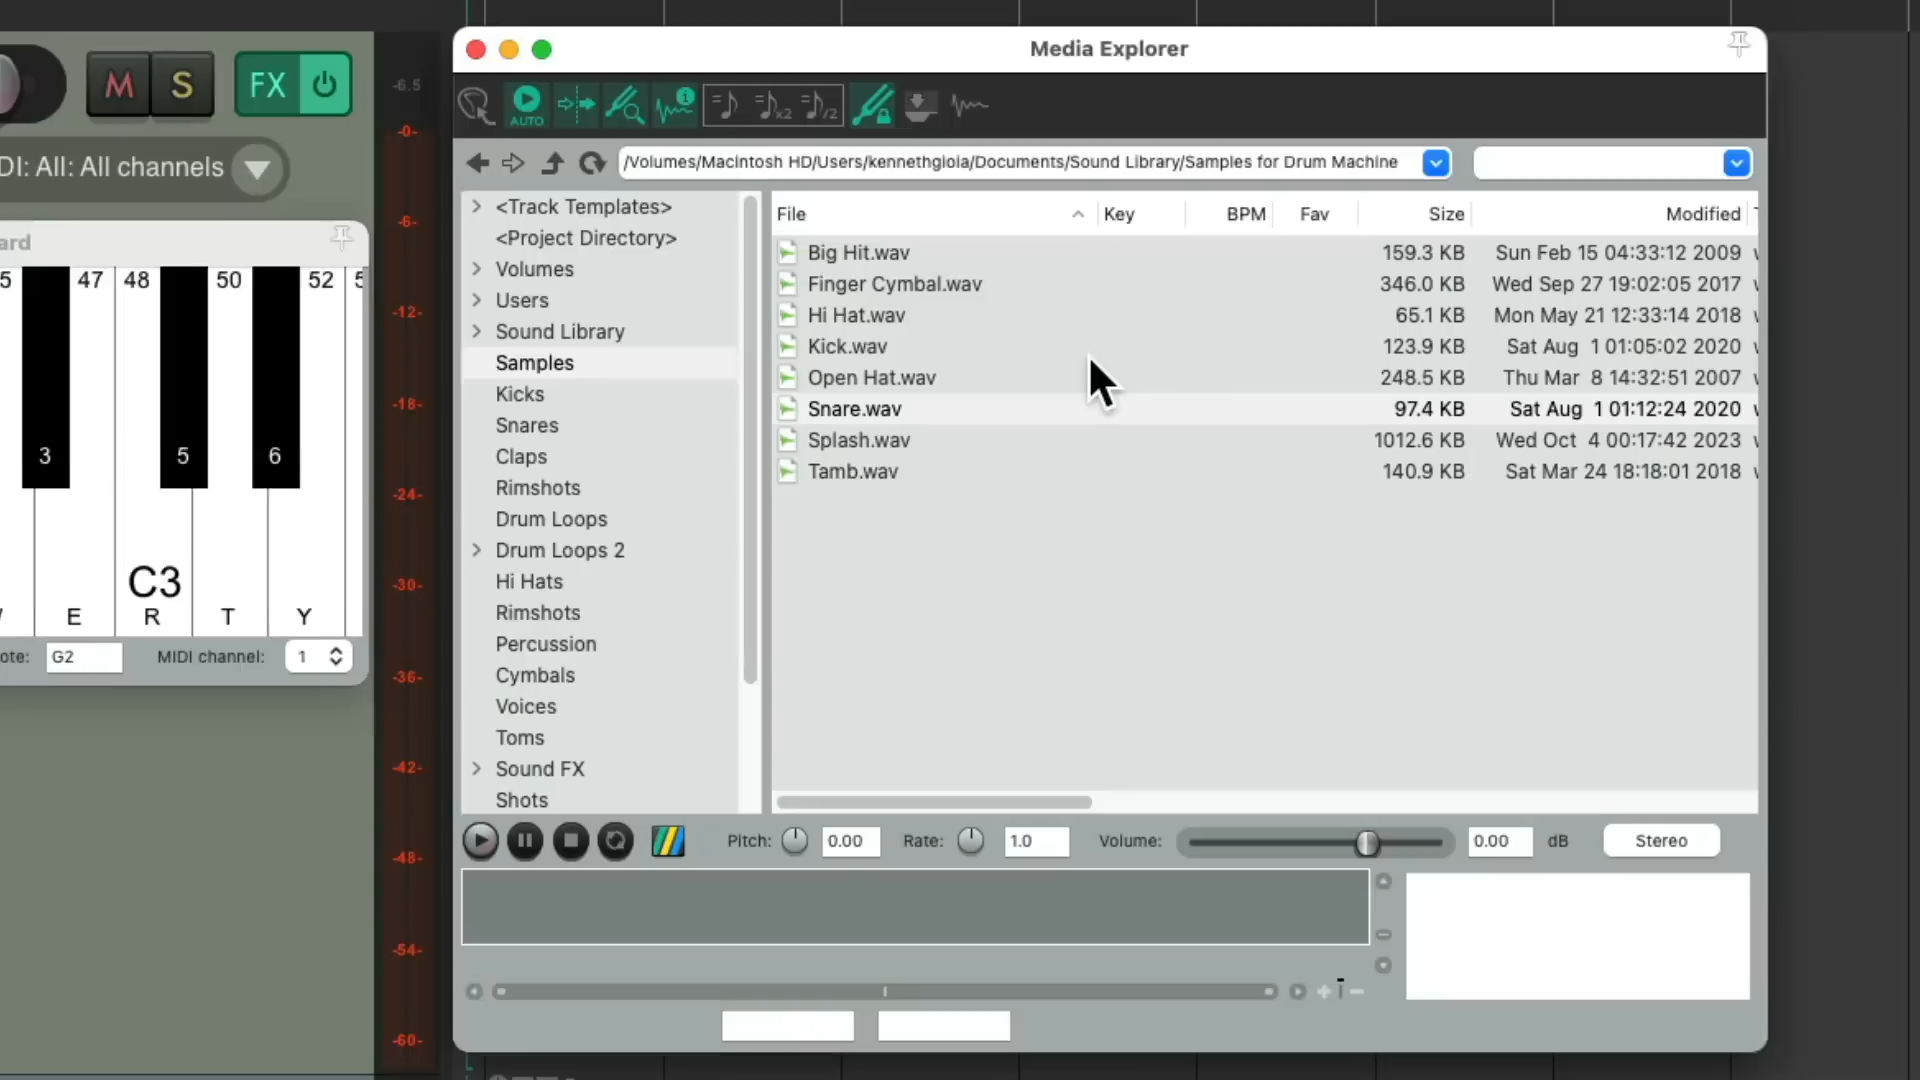 Media Explorer
M S FX
AUTO
x2
/2
DI: All: All channels
/Volumes/Macintosh HD/Users/kennethgioia/Documents/Sound Library/Samples for Drum Machine
ard
5 47 48 50 52 5
3 5 6
C3
E R T Y
ote: G2 MIDI channel: 1
-6.5
-0-
-6-
-12-
-18-
-24-
-30-
-36-
-42-
-48-
-54-
-60-
<Track Templates>
<Project Directory>
Volumes
Users
Sound Library
Samples
Kicks
Snares
Claps
Rimshots
Drum Loops
Drum Loops 2
Hi Hats
Rimshots
Percussion
Cymbals
Voices
Toms
Sound FX
Shots
File Key BPM Fav Size Modified
Big Hit.wav 159.3 KB Sun Feb 15 04:33:12 2009
Finger Cymbal.wav 346.0 KB Wed Sep 27 19:02:05 2017
Hi Hat.wav 65.1 KB Mon May 21 12:33:14 2018
Kick.wav 123.9 KB Sat Aug 1 01:05:02 2020
Open Hat.wav 248.5 KB Thu Mar 8 14:32:51 2007
Snare.wav 97.4 KB Sat Aug 1 01:12:24 2020
Splash.wav 1012.6 KB Wed Oct 4 00:17:42 2023
Tamb.wav 140.9 KB Sat Mar 24 18:18:01 2018
Pitch: 0.00 Rate: 1.0 Volume: 0.00 dB Stereo